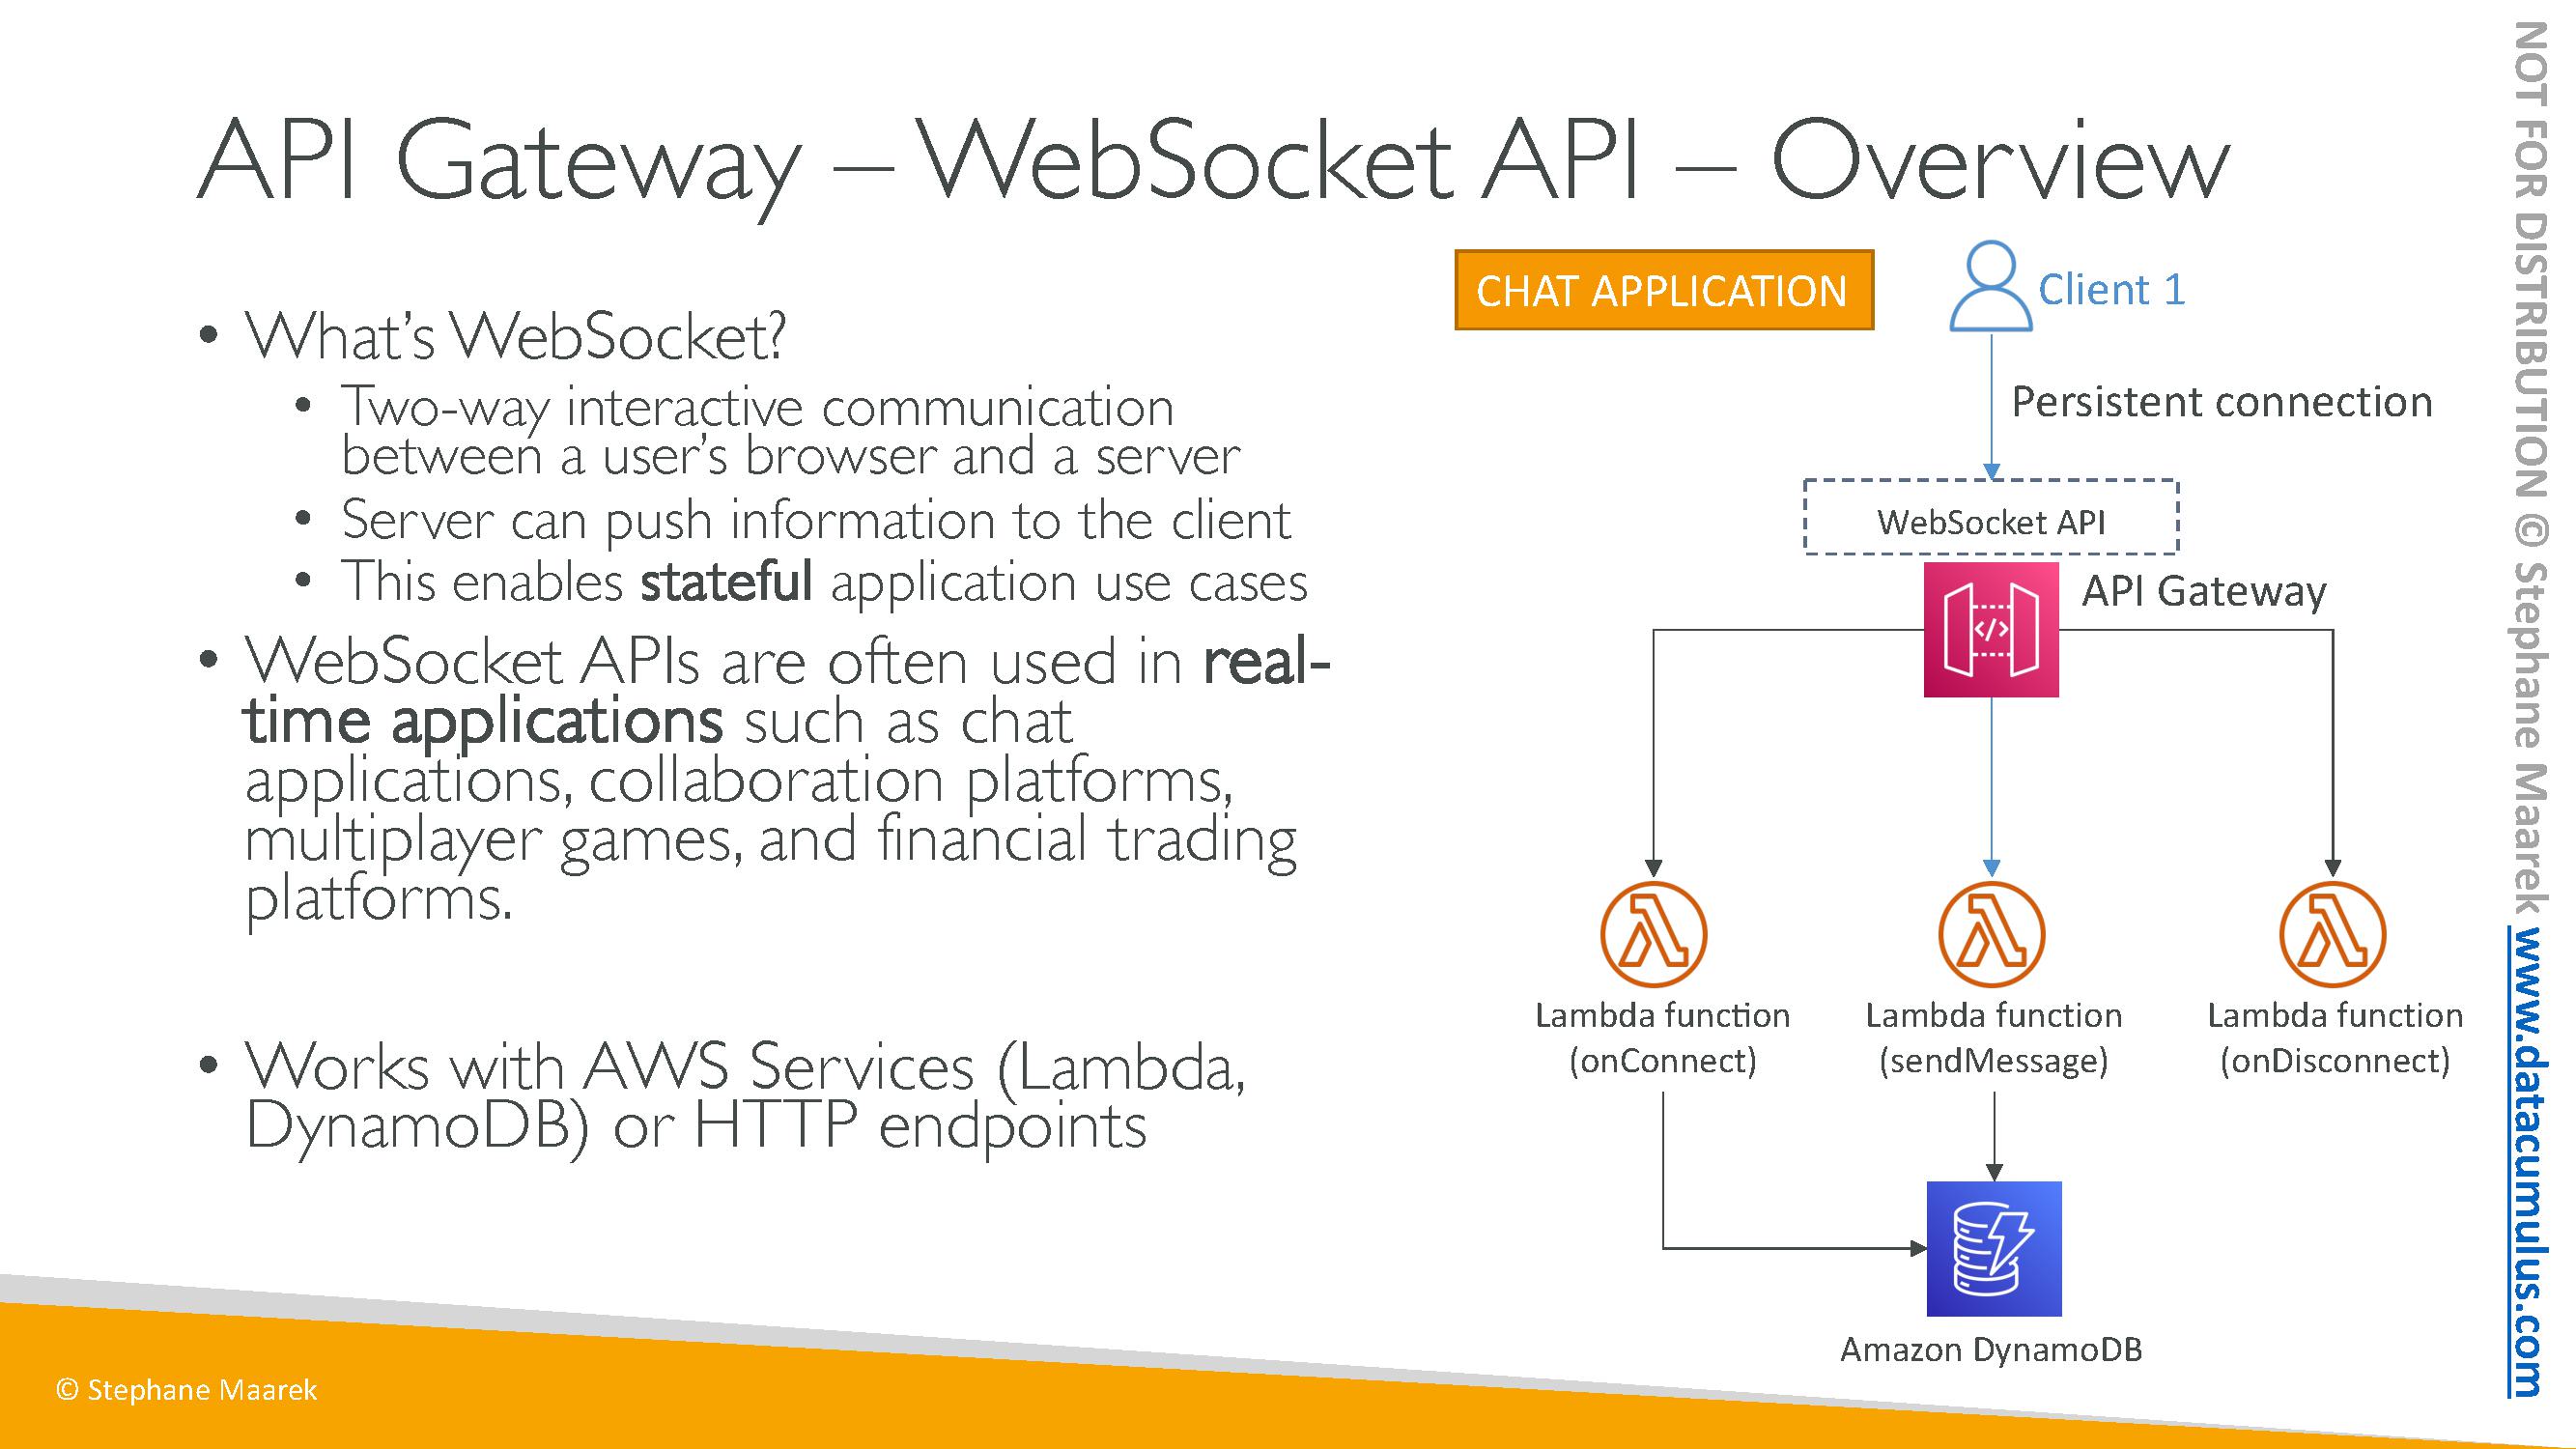 API Gateway – WebSocket API – Overview
• What’s WebSocket?
• Two-way interactive communication
between a user’s browser and a server
• Server can push information to the client
• This enables stateful application use cases
• WebSocket APIs are often used in real-
time applications such as chat
applications, collaboration platforms,
multiplayer games, and financial trading
platforms.
• Works with AWS Services (Lambda,
DynamoDB) or HTTP endpoints
CHAT APPLICATION
Client 1
Persistent connection
WebSocket API
API Gateway
</>
Lambda function
(onConnect)
Lambda function
(sendMessage)
Lambda function
(onDisconnect)
Amazon DynamoDB
© Stephane Maarek
NOT FOR DISTRIBUTION © Stephane Maarek www.datacumulus.com